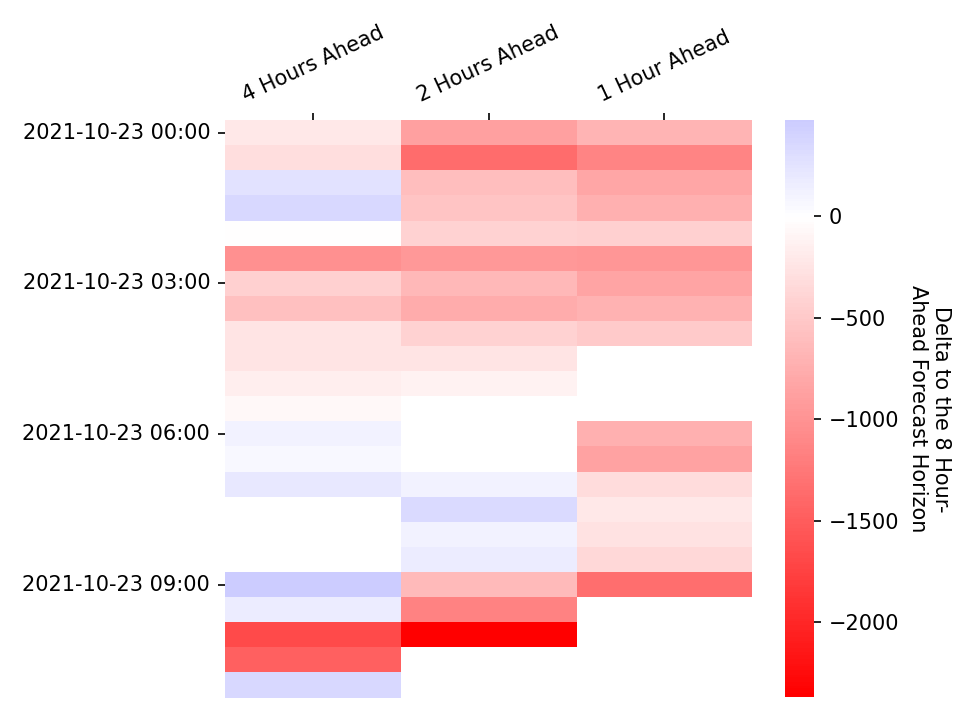 4 Hours Ahead
2 Hours Ahead
1 Hour Ahead
2021-10-23 00:00
2021-10-23 03:00
2021-10-23 06:00
2021-10-23 09:00
0
−500
−1000
−1500
−2000
Delta to the 8 Hour-
Ahead Forecast Horizon